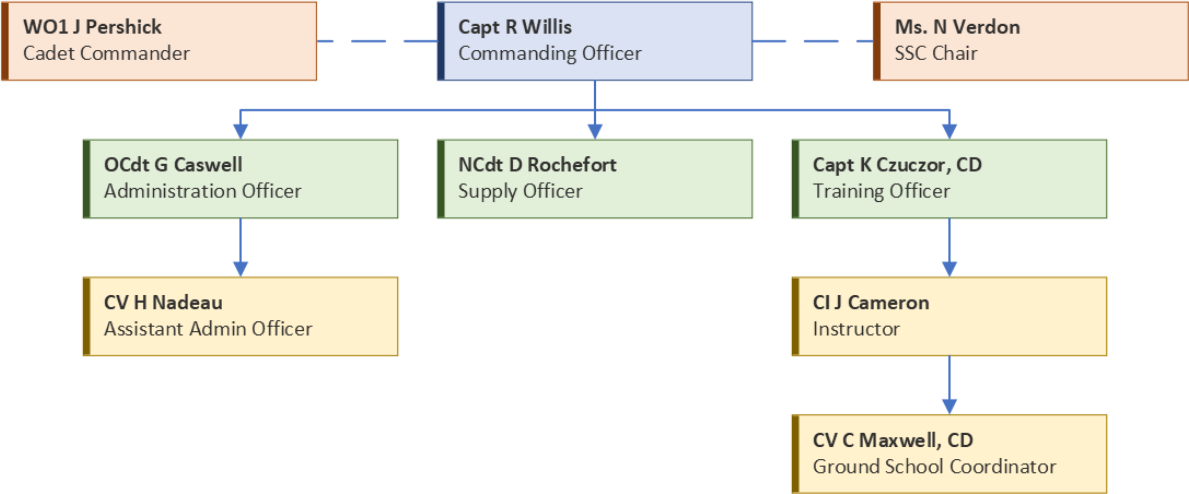 WO1 J Pershick
Cadet Commander
Capt R Willis
Commanding Officer
Ms. N Verdon
SSC Chair
OCdt G Caswell
Administration Officer
NCdt D Rochefort
Supply Officer
Capt K Czuczor, CD
Training Officer
CV H Nadeau
Assistant Admin Officer
CI J Cameron
Instructor
CV C Maxwell, CD
Ground School Coordinator